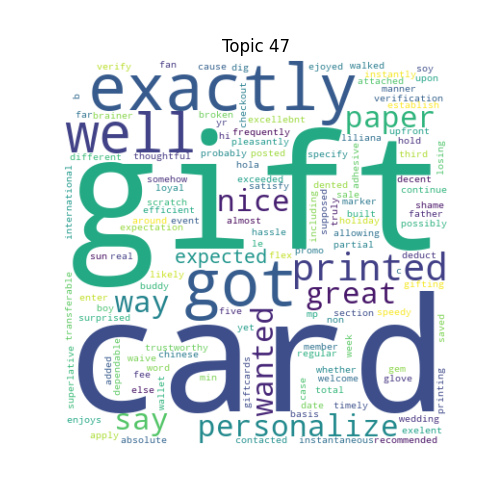 Topic 47
verify fan cause dig ejoyed walked instantly soy
attached upon
b exactly manner
verification establish
far brainer broken checkout excellebnt paper upfront
well yr hi frequently liliana hold
different thoughtful pleasantly third
probably posted specify adhesive losing
international somehow hola exceeded dented decent continue
loyal satisfy sale
gift
scratch nice including supposed truly marker shame
efficient almost built father
around event holiday allowing possibly
expectation hassle partial
sun real expected le flex promo deduct
likely got printed c
transferable enter buddy way great gifting
boy five mp section speedy
surprised yet non
card
superlative added dependable trustworthy wanted member week gem saved
waive chinese regular glove
fee word wallet min giftcards case whether welcome printing
else total
enjoys say date timely wedding
basis exelent
apply personalize
absolute contacted instantaneous recommended